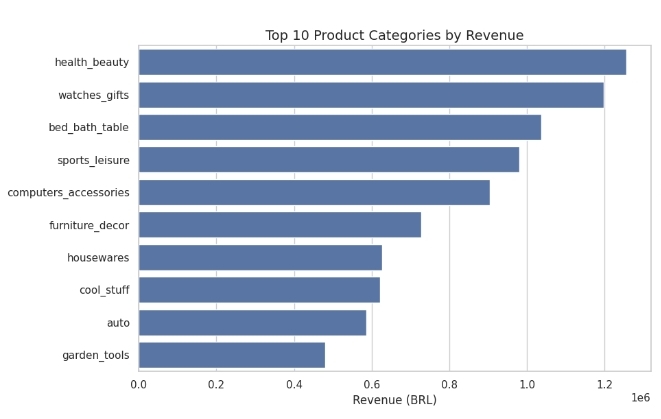 Top 10 Product Categories by Revenue
health_beauty
watches_gifts
bed_bath_table
sports_leisure
computers_accessories
furniture_decor
housewares
cool_stuff
auto
garden_tools
0.0 0.2 0.4 0.6 0.8 1.0 1.2
1e6
Revenue (BRL)